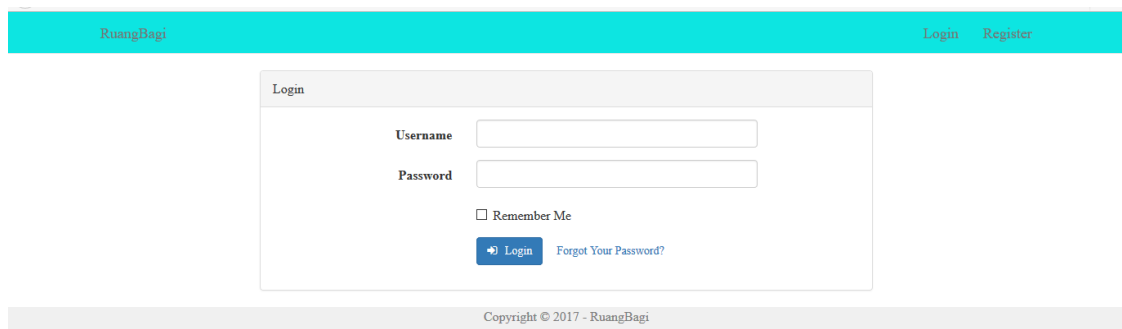 RuangBagi Login Register
Login
Username
Password
Remember Me
Login Forgot Your Password?
Copyright © 2017 - RuangBagi